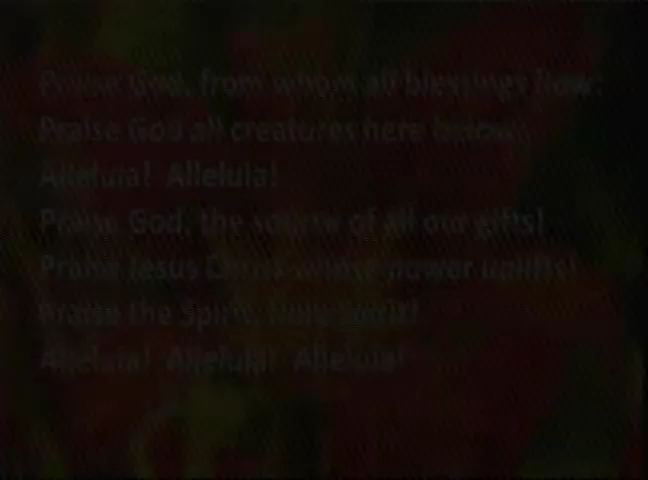 Praise God, from whom all blessings flow;
Praise God all creatures here below
Alleluia! Alleluia!
Praise God, the source of all our gifts!
Praise Jesus Christ, whose power uplifts!
Praise the Spirit, Holy Spirit!
Alleluia! Alleluia! Alleluia!